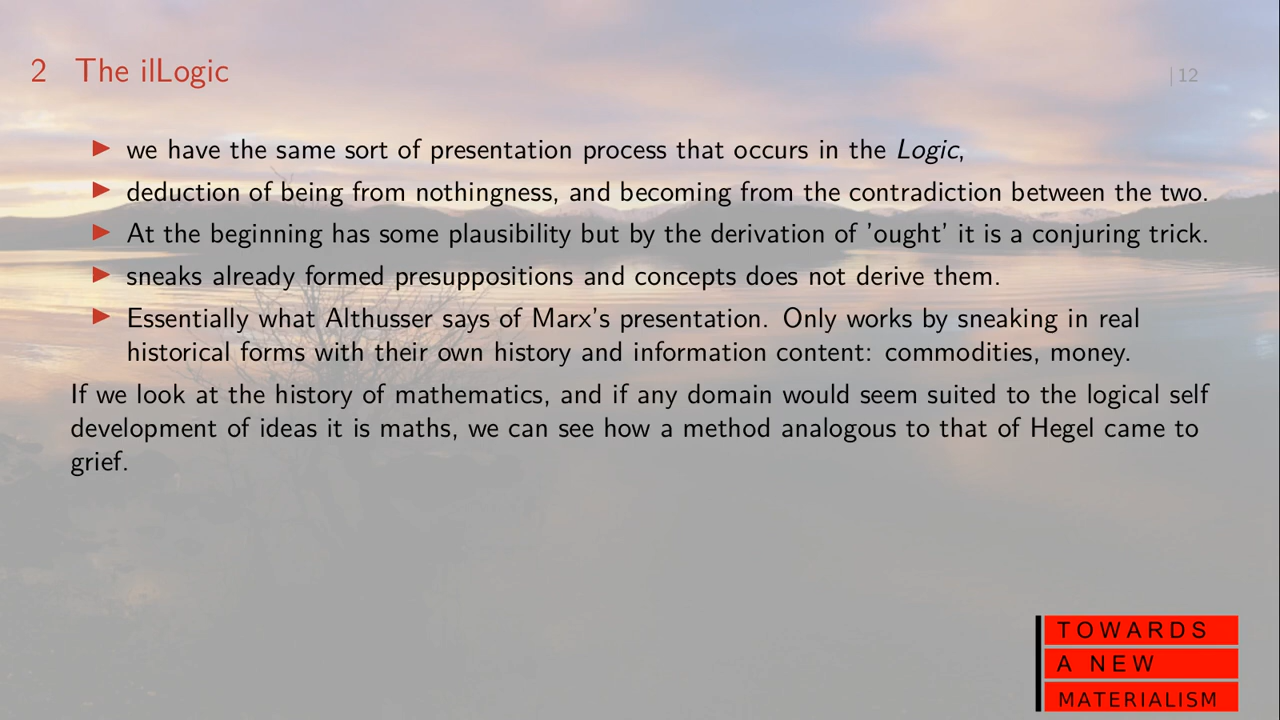 2 The ilLogic
| 12
▶ we have the same sort of presentation process that occurs in the Logic,
▶ deduction of being from nothingness, and becoming from the contradiction between the two.
▶ At the beginning has some plausibility but by the derivation of 'ought' it is a conjuring trick.
▶ sneaks already formed presuppositions and concepts does not derive them.
▶ Essentially what Althusser says of Marx's presentation. Only works by sneaking in real
historical forms with their own history and information content: commodities, money.
If we look at the history of mathematics, and if any domain would seem suited to the logical self
development of ideas it is maths, we can see how a method analogous to that of Hegel came to
grief.
TOWARDS
A NEW
MATERIALISM